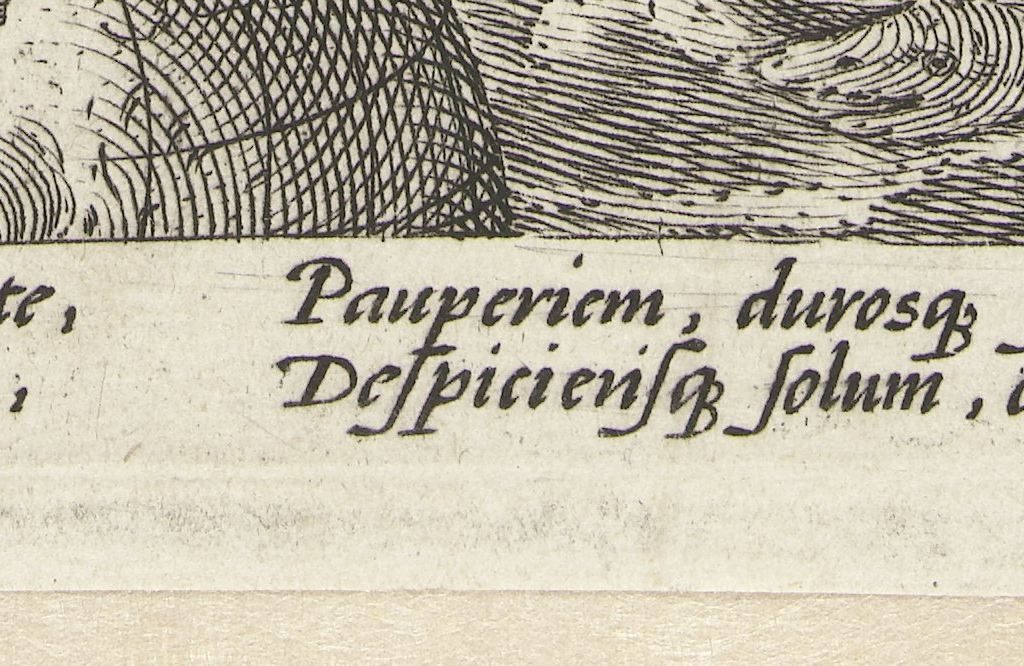 te, Pauperiem, durosq
; Deſpicienſq ſolum,